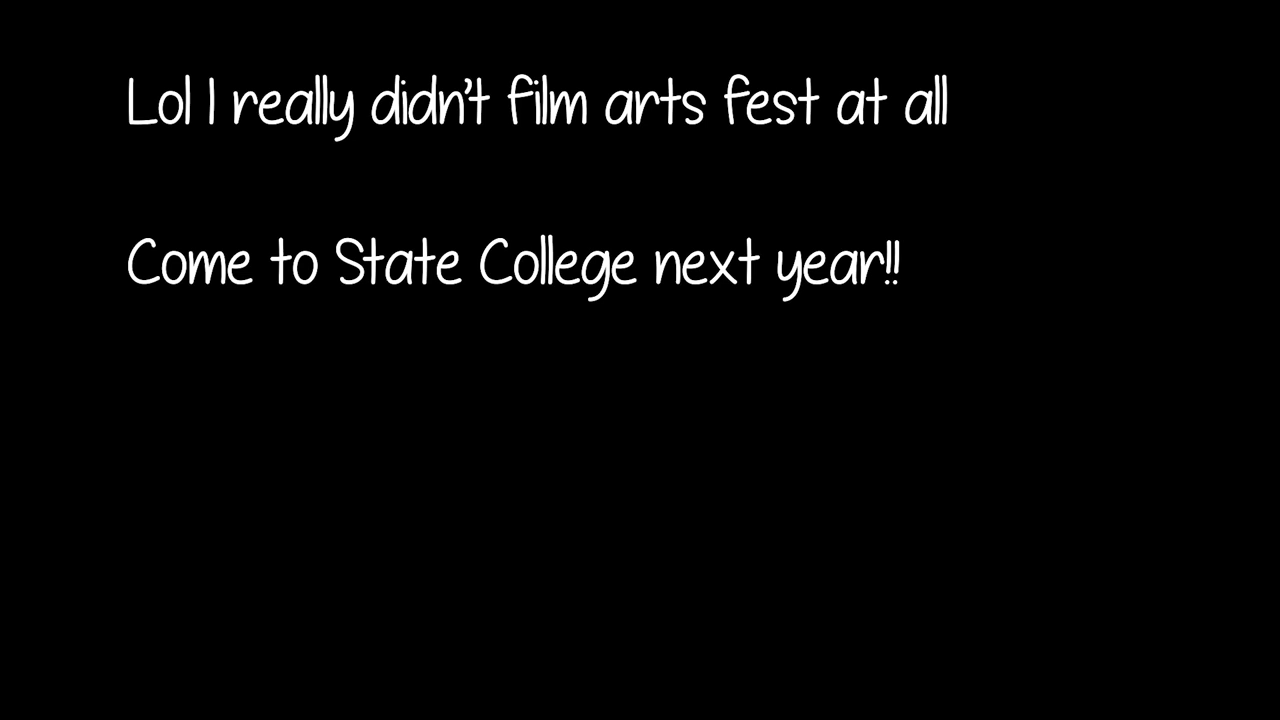 Lol I really didn't film arts fest at all
Come to State College next year!!